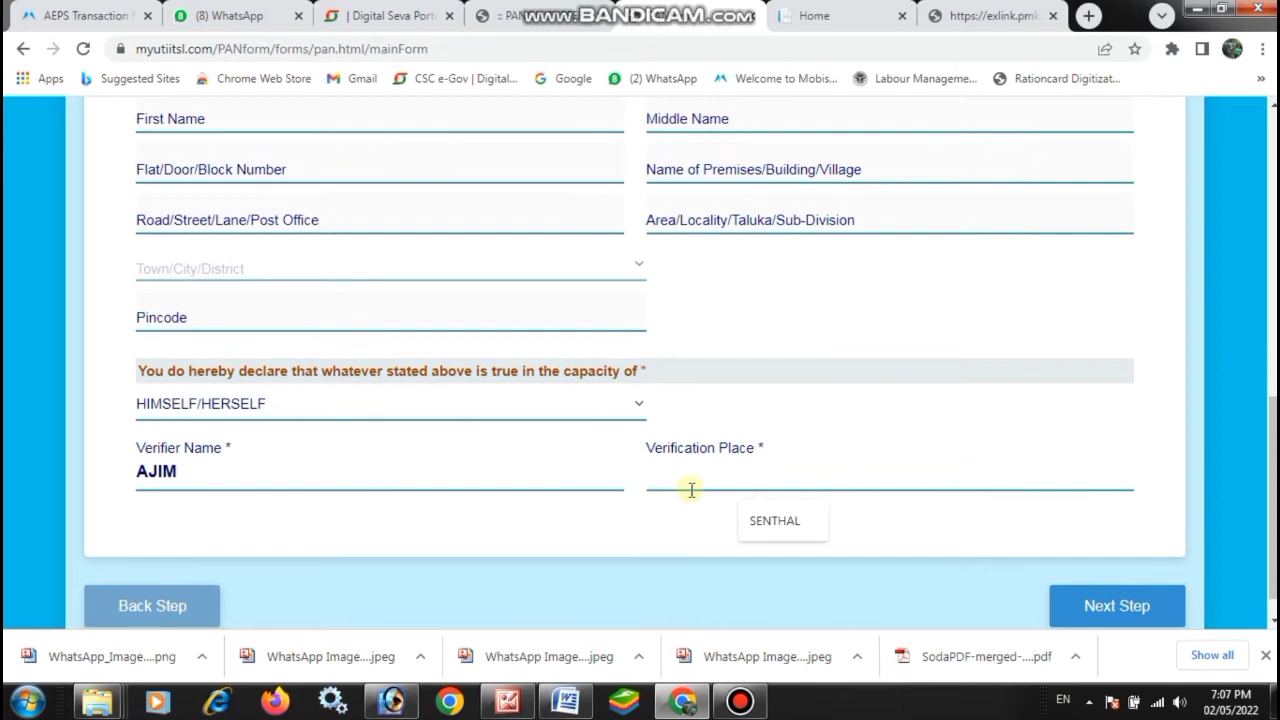 AEPS Transaction
(8) WhatsApp
| Digital Seva Port
www.BANDICAM.com
Home
https://exlink.pmk
myutiitsl.com/PANform/forms/pan.html/mainForm
Apps
Suggested Sites
Chrome Web Store
Gmail
CSC e-Gov | Digital...
Google
(2) WhatsApp
Welcome to Mobis...
Labour Manageme...
Rationcard Digitizat...
»
First Name
Middle Name
Flat/Door/Block Number
Name of Premises/Building/Village
Road/Street/Lane/Post Office
Area/Locality/Taluka/Sub-Division
Town/City/District
Pincode
You do hereby declare that whatever stated above is true in the capacity of *
HIMSELF/HERSELF
Verifier Name *
Verification Place *
AJIM
SENTHAL
Back Step
Next Step
WhatsApp_Image....png
WhatsApp Image....jpeg
WhatsApp Image....jpeg
WhatsApp Image....jpeg
SodaPDF-merged-....pdf
Show all
EN
7:07 PM
02/05/2022